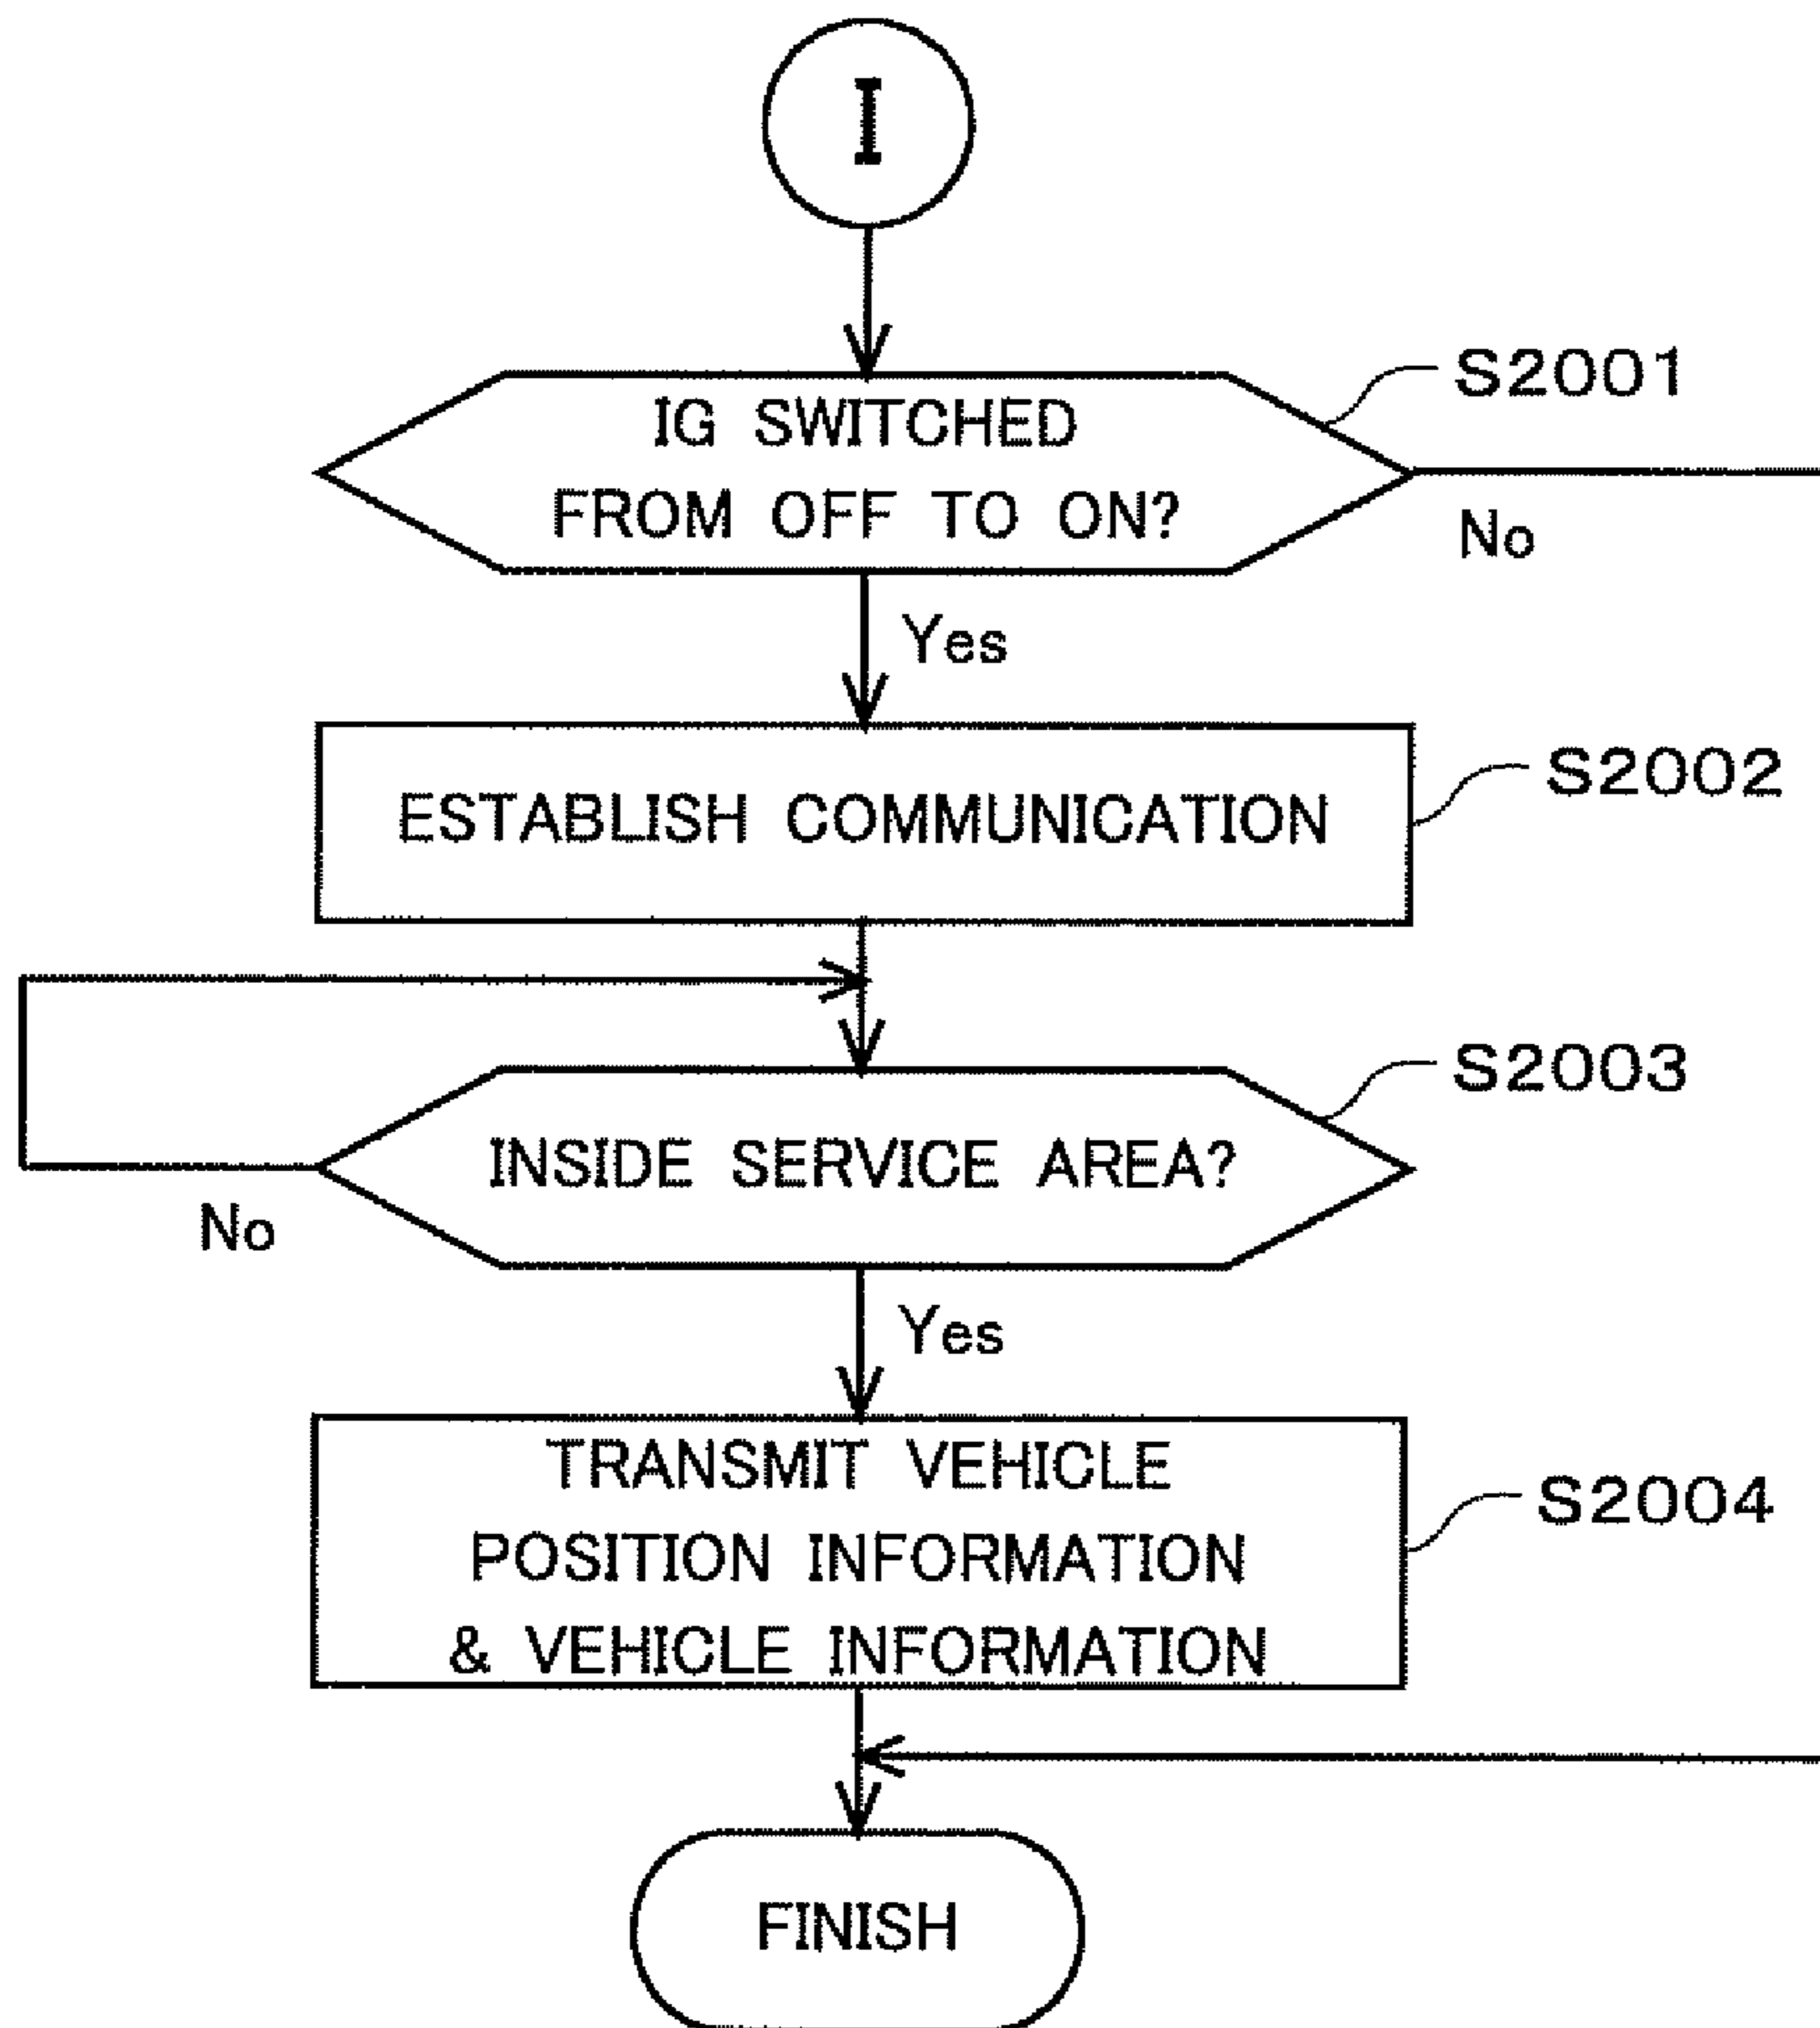 I
IG SWITCHED
FROM OFF TO ON?
S2001
No
Yes
ESTABLISH COMMUNICATION
S2002
INSIDE SERVICE AREA?
S2003
No
Yes
TRANSMIT VEHICLE
POSITION INFORMATION
& VEHICLE INFORMATION
S2004
FINISH